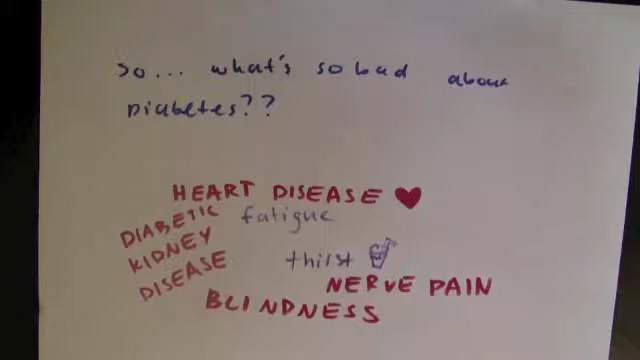 So... what's so bad about
Diabetes??
HEART DISEASE
DIABETIC
KIDNEY
DISEASE
fatigue
thirst
NERVE PAIN
BLINDNESS